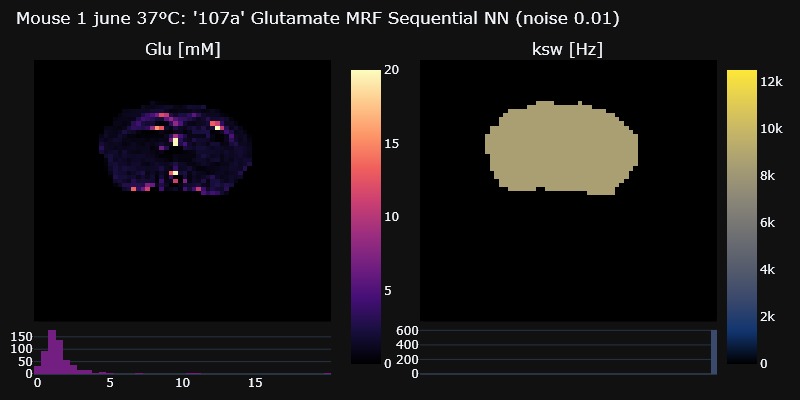 Mouse 1 june 37ºC: '107a' Glutamate MRF Sequential NN (noise 0.01)
Glu [mM]
ksw [Hz]
20
15
10
5
0
12k
10k
8k
6k
4k
2k
0
150
100
50
0
0 5 10 15
600
400
200
0